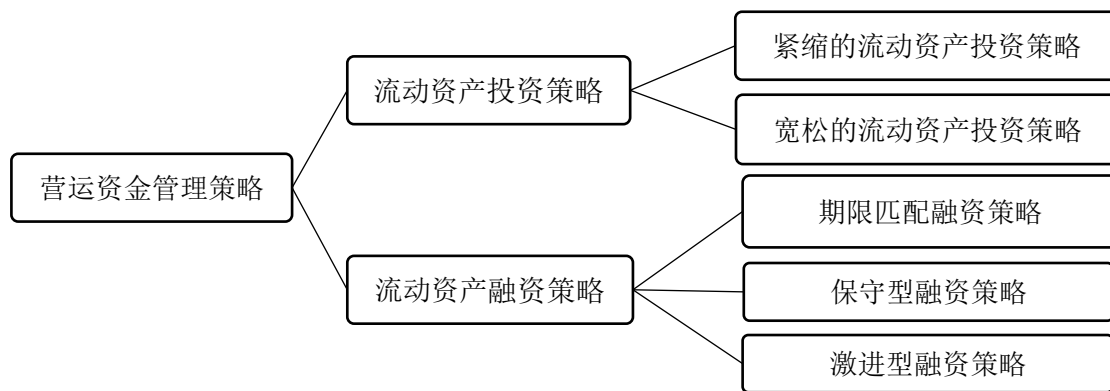 营运资金管理策略
流动资产投资策略
紧缩的流动资产投资策略
宽松的流动资产投资策略
流动资产融资策略
期限匹配融资策略
保守型融资策略
激进型融资策略